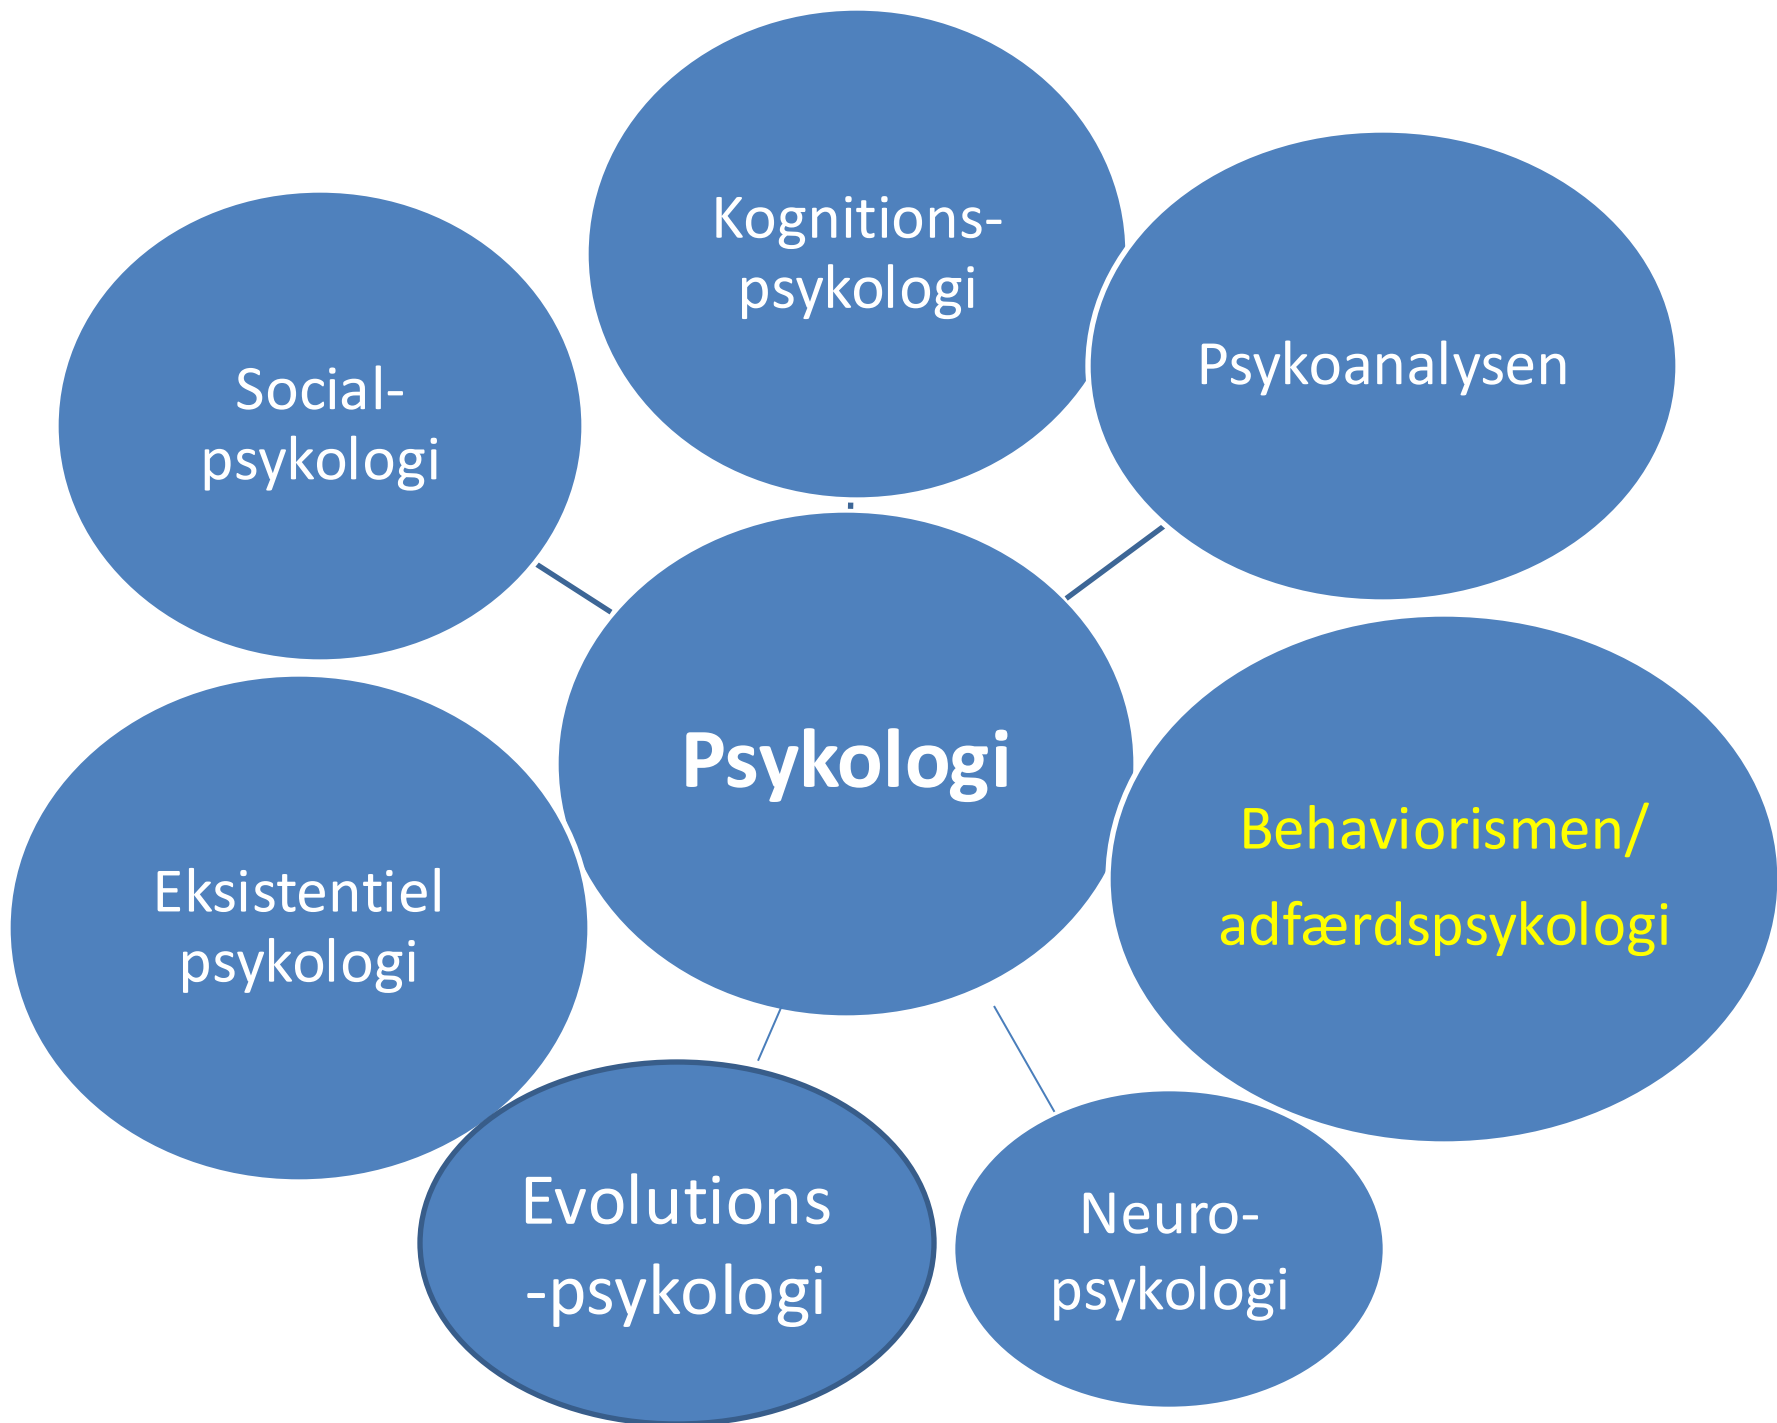 Kognitions-
psykologi
Psykoanalysen
Social-
psykologi
Psykologi
Behaviorismen/
adfærdspsykologi
Eksistentiel
psykologi
Evolutions
-psykologi
Neuro-
psykologi